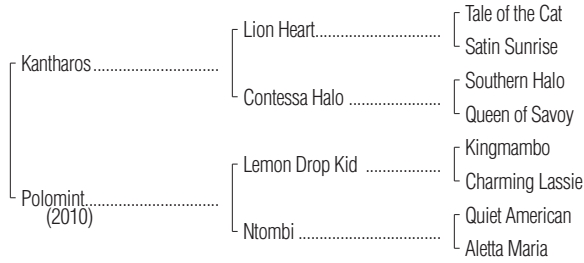 Tale of the Cat
Lion Heart
Satin Sunrise
Kantharos
Southern Halo
Contessa Halo
Queen of Savoy
Kingmambo
Lemon Drop Kid
Charming Lassie
Polomint
(2010)
Quiet American
Ntombi
Aletta Maria